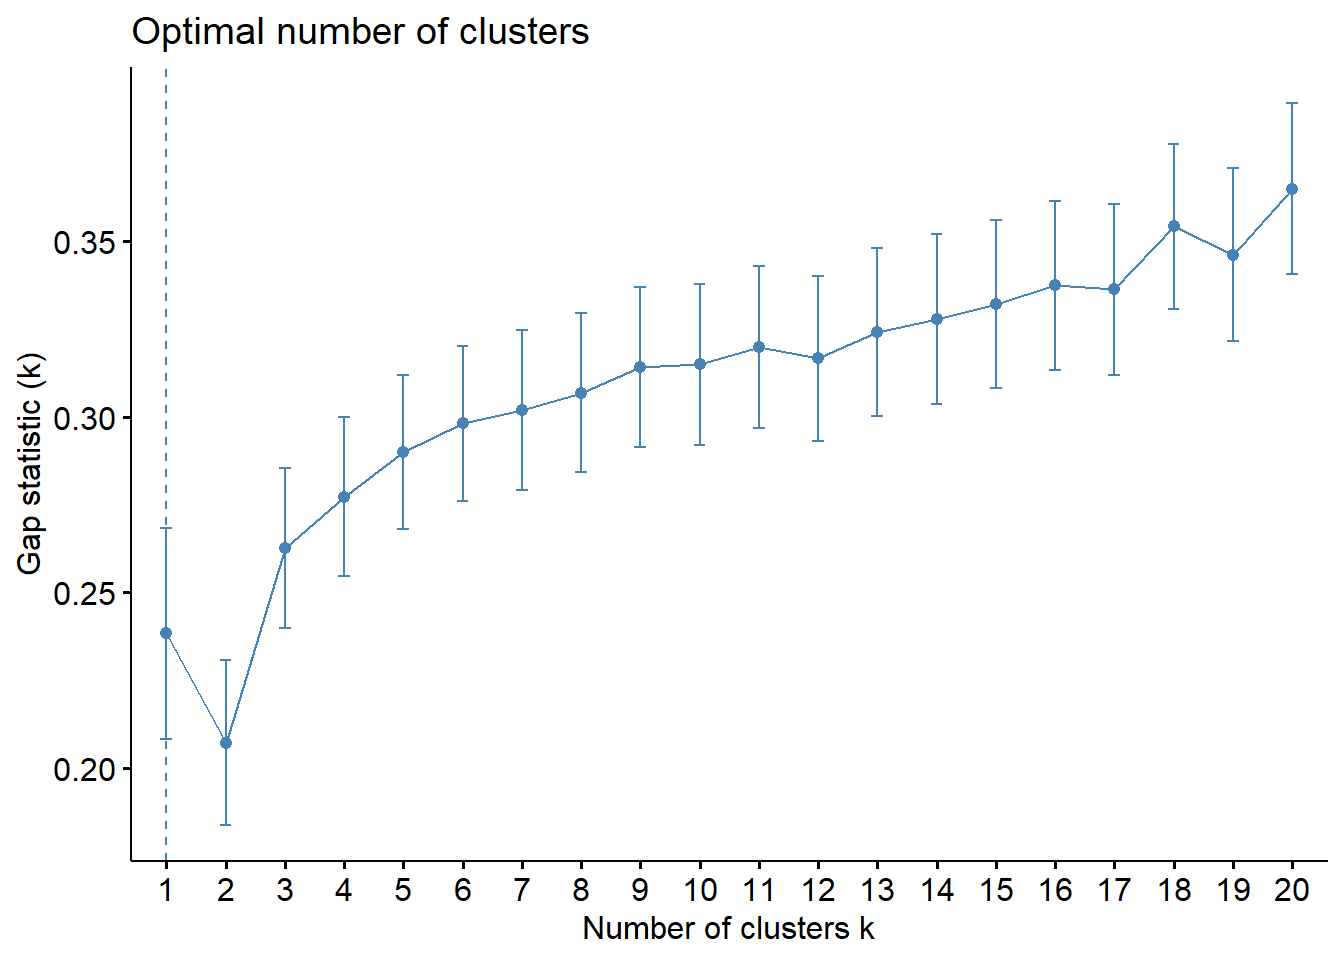 Optimal number of clusters
Gap statistic (k)
0.35
0.30
0.25
0.20
1 2 3 4 5 6 7 8 9 10 11 12 13 14 15 16 17 18 19 20
Number of clusters k